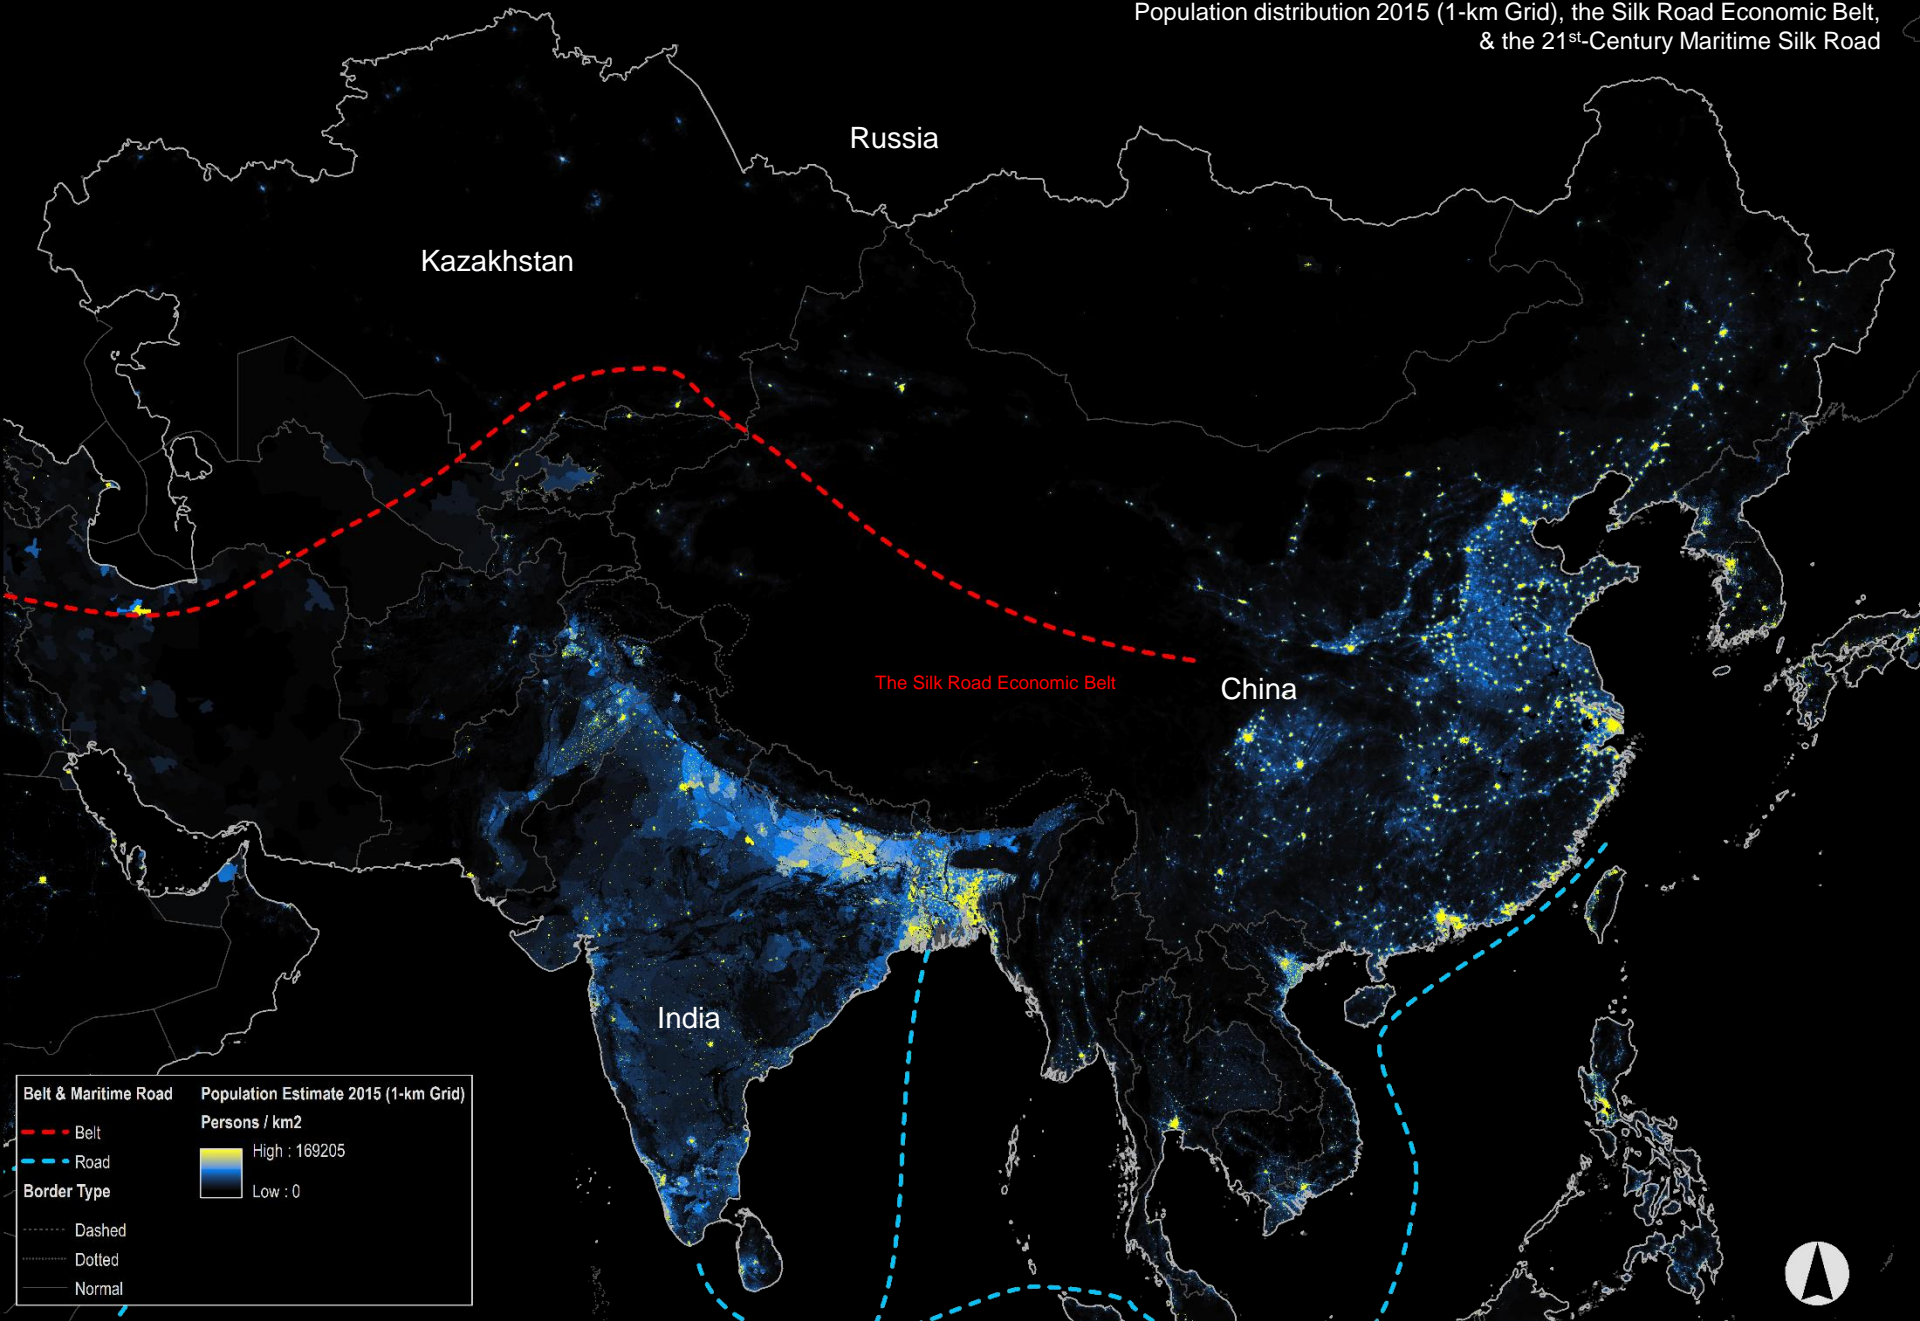 Population distribution 2015 (1-km Grid), the Silk Road Economic Belt,
& the 21st-Century Maritime Silk Road
Russia
Kazakhstan
The Silk Road Economic Belt
China
India
Belt & Maritime Road
Belt
Road
Border Type
Dashed
Dotted
Normal
Population Estimate 2015 (1-km Grid)
Persons / km2
High : 169205
Low : 0